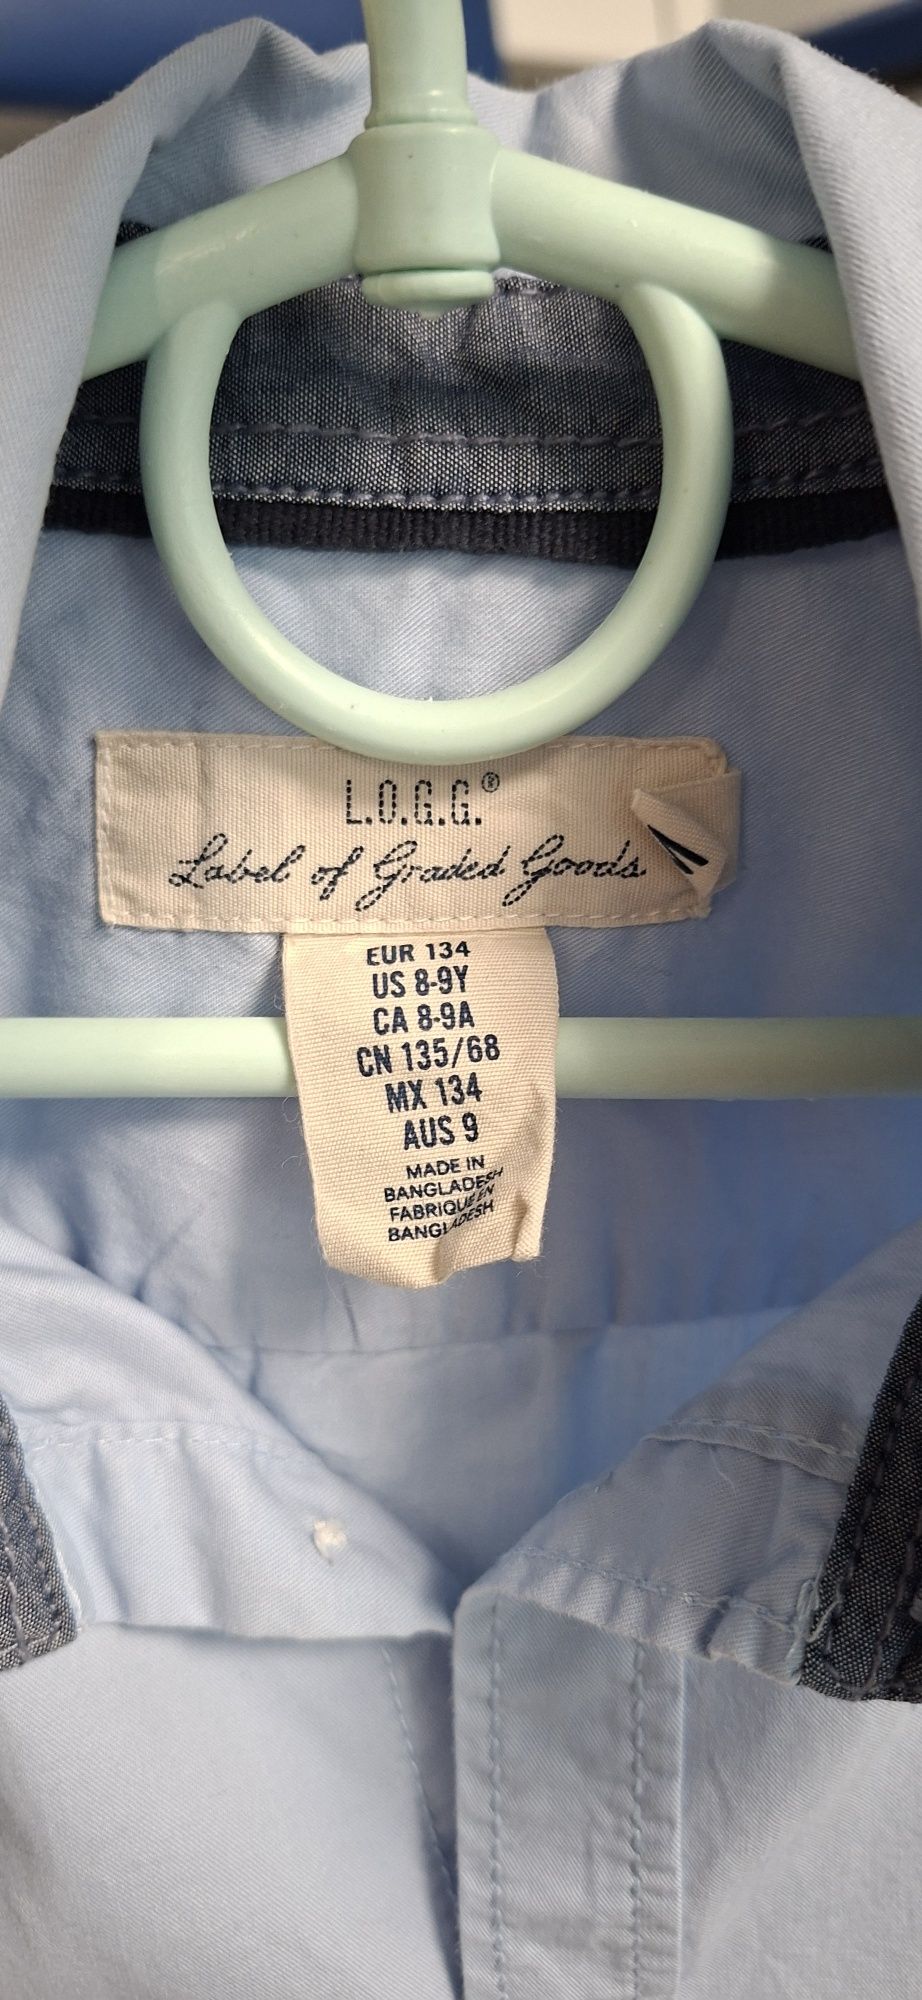 L.O.G.G.®
Label of Graded Goods
EUR 134
US 8-9Y
CA 8-9A
CN 135/68
MX 134
AUS 9
MADE IN
BANGLADESH
FABRIQUE EN
BANGLADESH